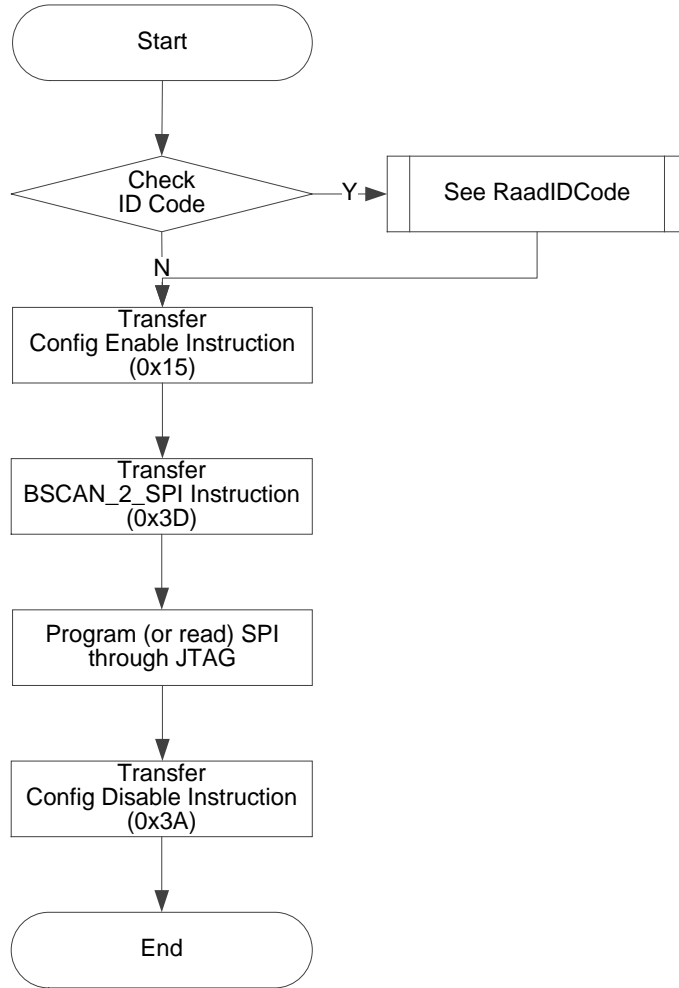 Start
Check
ID Code
Y
See RaadIDCode
N
Transfer
Config Enable Instruction
(0x15)
Transfer
BSCAN_2_SPI Instruction
(0x3D)
Program (or read) SPI
through JTAG
Transfer
Config Disable Instruction
(0x3A)
End